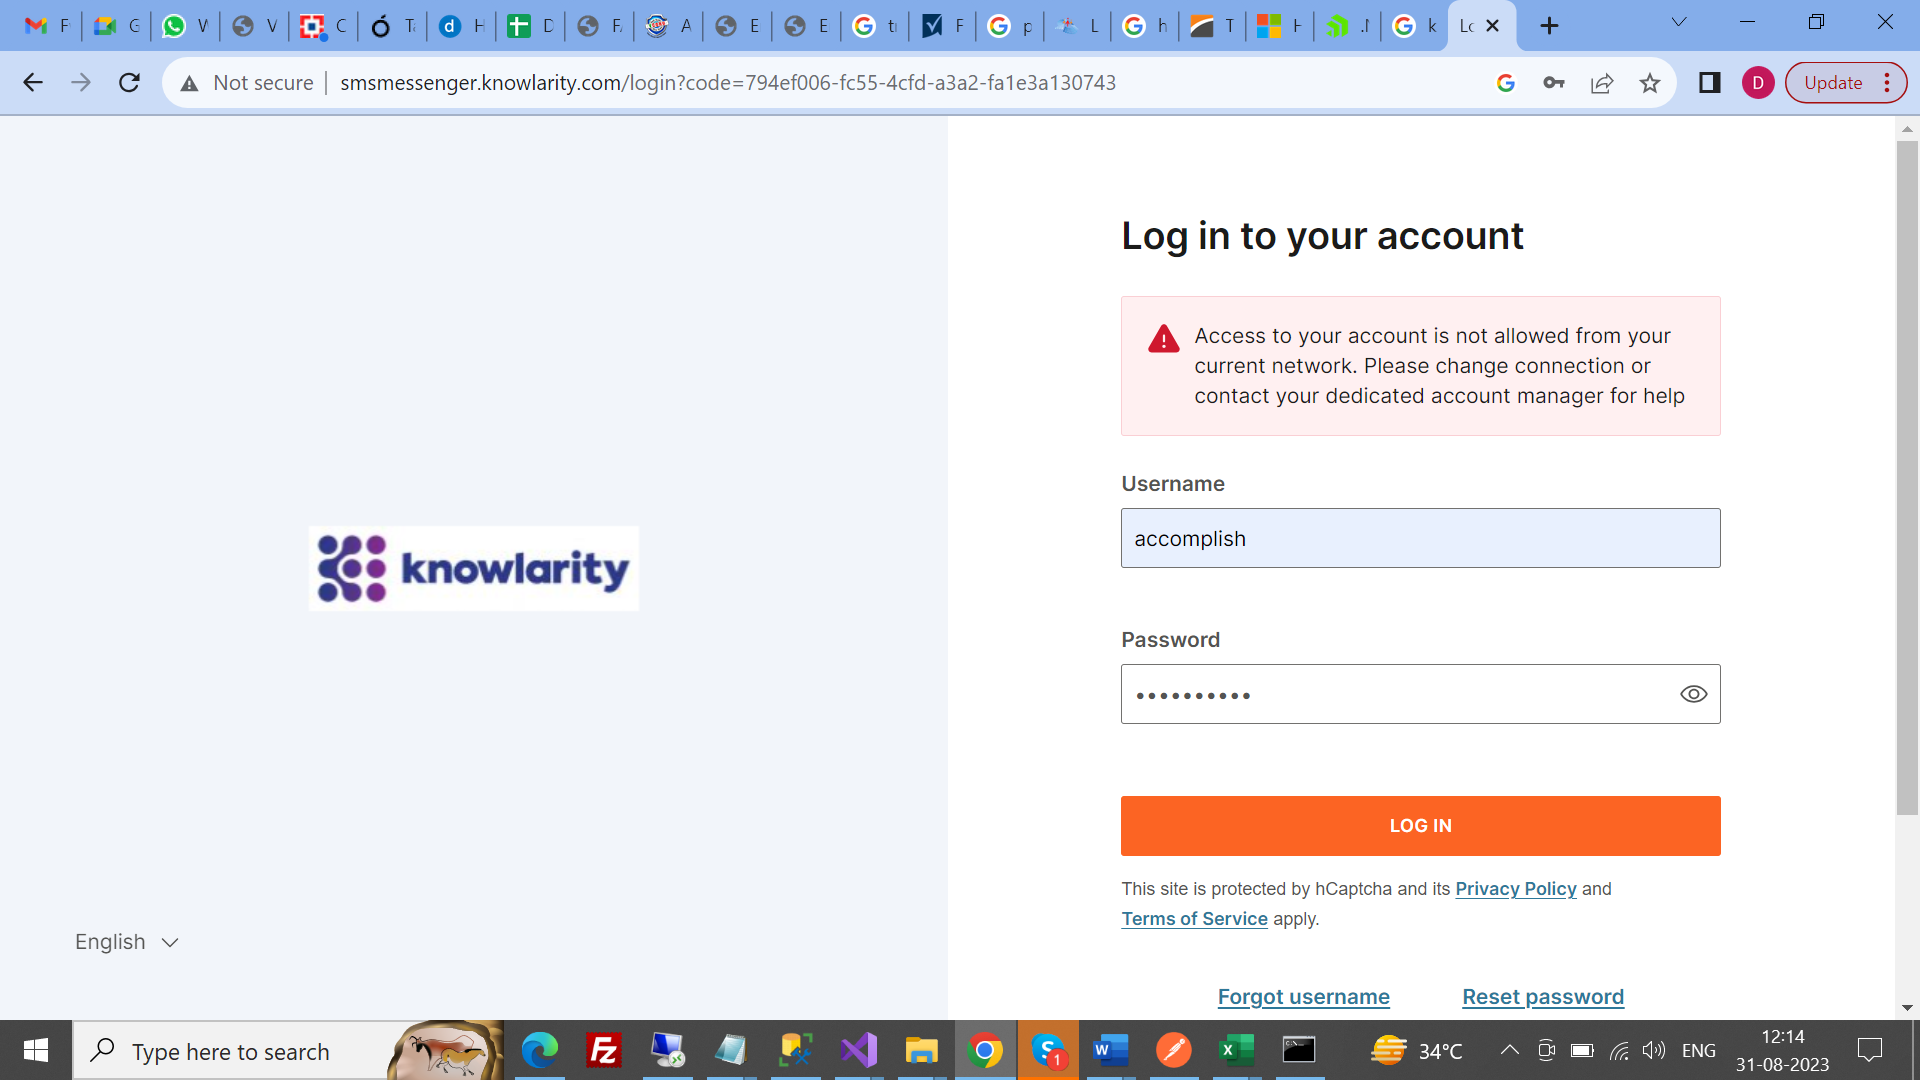 F G W V C Ta H D FA A E E tr F p L h T H .N k Lo
Not secure smsmessenger.knowlarity.com/login?code=794ef006-fc55-4cfd-a3a2-fa1e3a130743 D Update
Log in to your account
Access to your account is not allowed from your
current network. Please change connection or
contact your dedicated account manager for help
Username
accomplish
knowlarity
Password
LOG IN
This site is protected by hCaptcha and its Privacy Policy and
Terms of Service apply.
English
Forgot username Reset password
Type here to search
34°C
ENG
12:14
31-08-2023